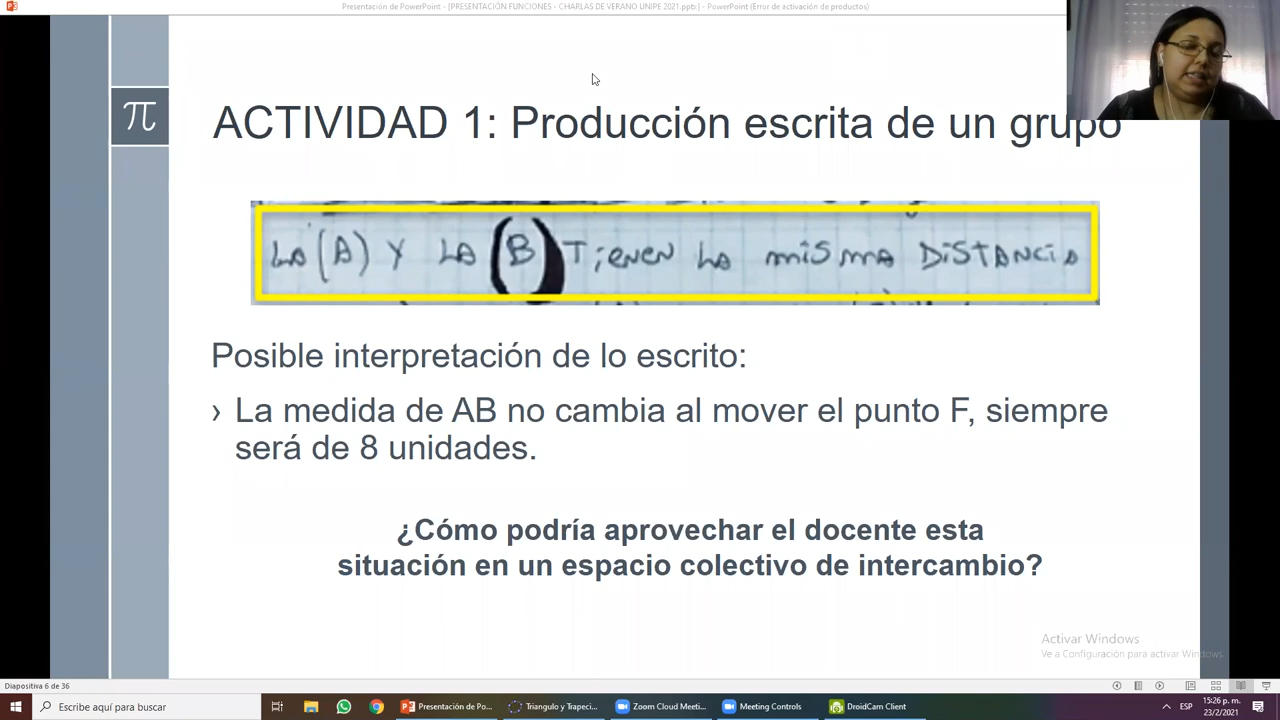 Presentación de PowerPoint - [PRESENTACIÓN FUNCIONES - CHARLAS DE VERANO UNIPE 2021.pptx] - PowerPoint (Error de activación de productos)
π
ACTIVIDAD 1: Producción escrita de un grupo
LA (A) Y LA (B) TiENEN LA misma DiSTANCiA
Posible interpretación de lo escrito:
› La medida de AB no cambia al mover el punto F, siempre
será de 8 unidades.
¿Cómo podría aprovechar el docente esta
situación en un espacio colectivo de intercambio?
Activar Windows
Ve a Configuración para activar Windows.
Diapositiva 6 de 36
Escribe aquí para buscar
Presentación de Po...
Triangulo y Trapeci...
Zoom Cloud Meeti...
Meeting Controls
DroidCam Client
ESP
15:26 p. m.
23/2/2021